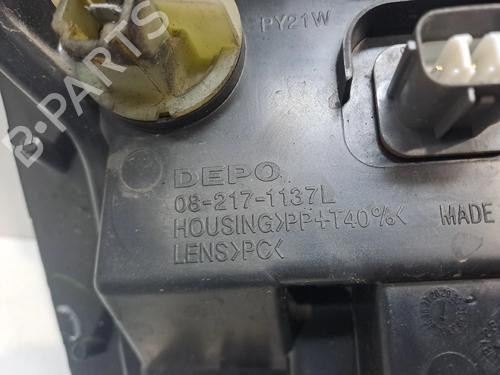 PY21W
B-PARTS
DEPO
08-217-1137L
HOUSING>PP+T40%<
MADE
LENS>PC<